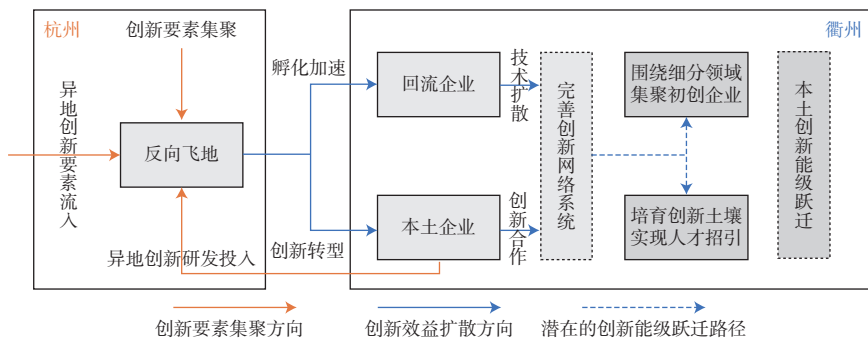 杭州
创新要素集聚
异地创新要素流入
反向飞地
异地创新研发投入
孵化加速
创新转型
衢州
回流企业
技术扩散
本土企业
创新合作
完善创新网络系统
围绕细分领域
集聚初创企业
培育创新土壤
实现人才招引
本土创新能级跃迁
创新要素集聚方向
创新效益扩散方向
潜在的创新能级跃迁路径